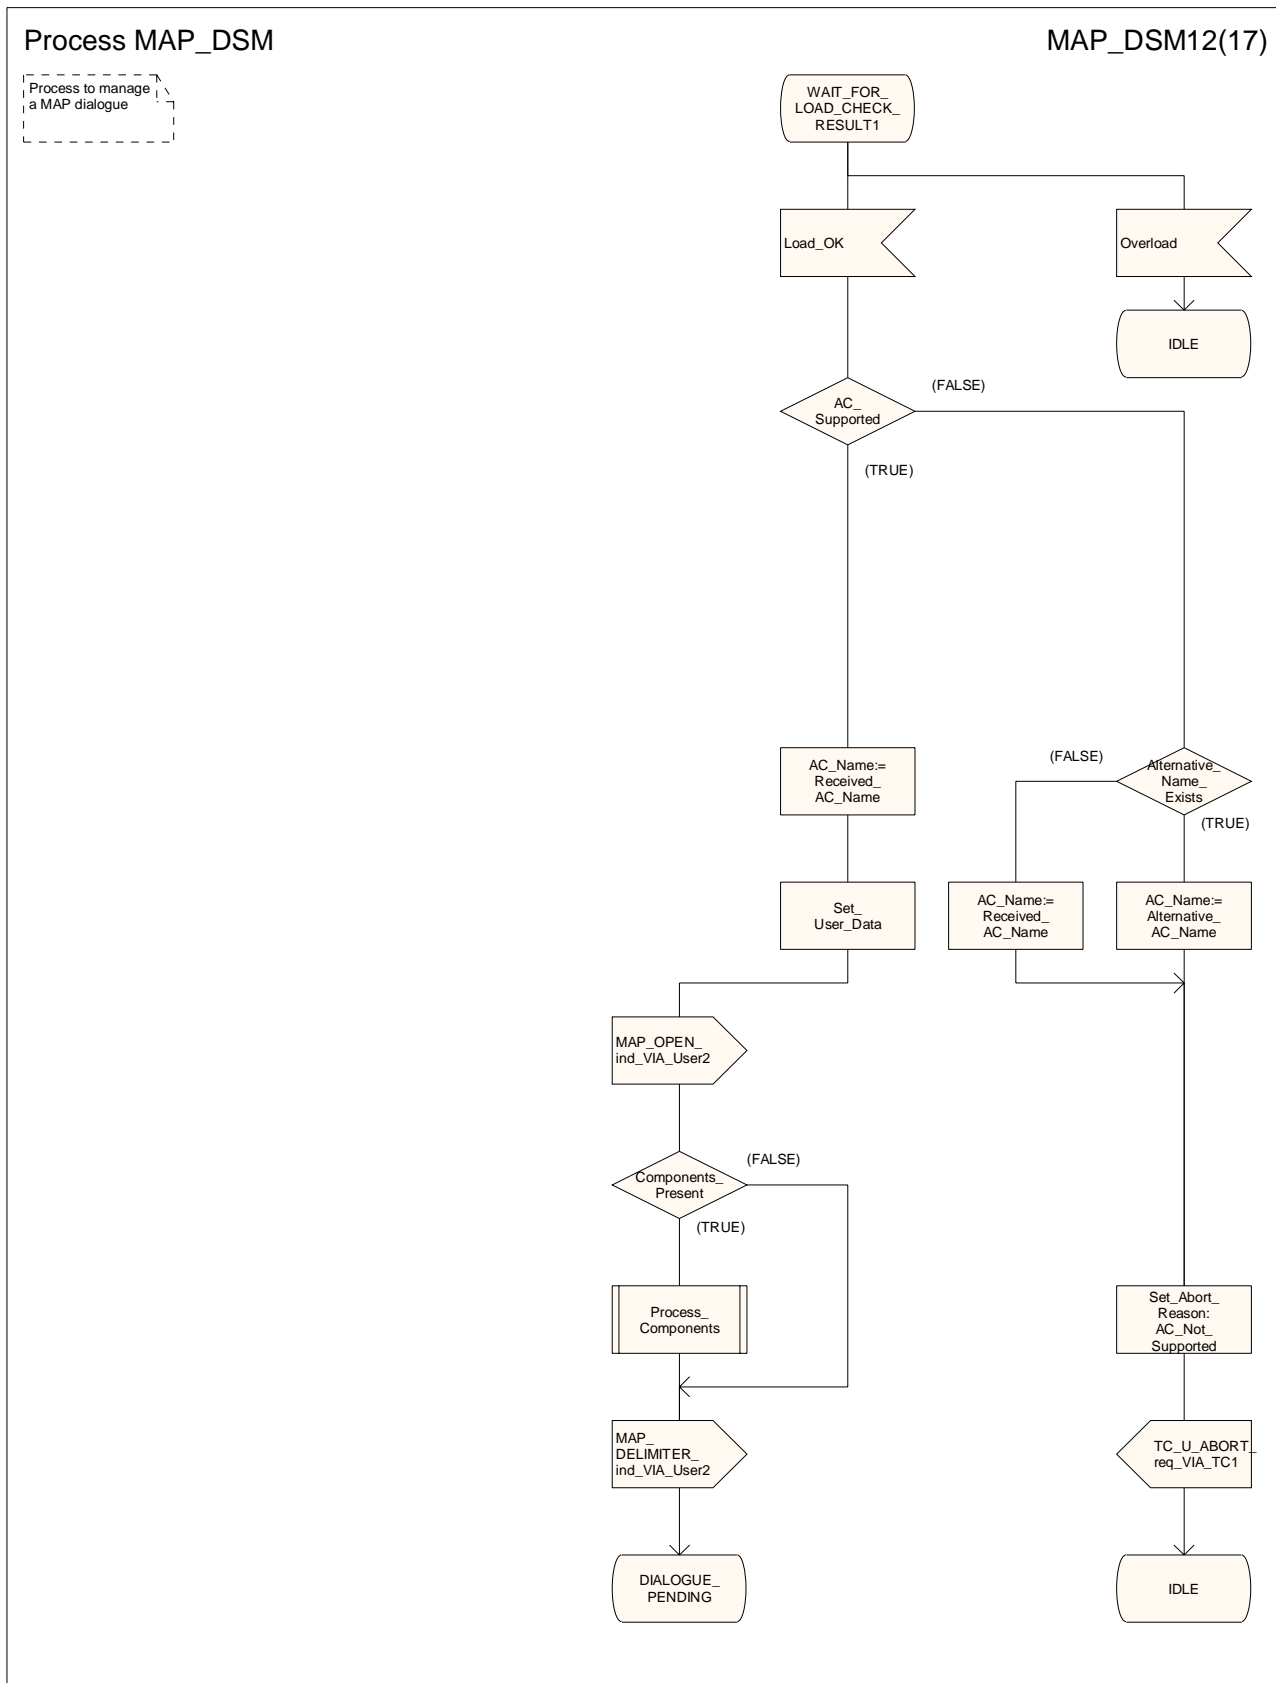 Process MAP_DSM
MAP_DSM12(17)
Process to manage
a MAP dialogue
WAIT_FOR_
LOAD_CHECK_
RESULT1
Load_OK
Overload
IDLE
AC_
Supported
(FALSE)
(TRUE)
AC_Name:=
Received_
AC_Name
(FALSE)
Alternative_
Name_
Exists
(TRUE)
Set_
User_Data
AC_Name:=
Received_
AC_Name
AC_Name:=
Alternative_
AC_Name
MAP_OPEN_
ind_VIA_User2
Components_
Present
(FALSE)
(TRUE)
Process_
Components
Set_Abort_
Reason:
AC_Not_
Supported
MAP_
DELIMITER_
ind_VIA_User2
TC_U_ABORT_
req_VIA_TC1
DIALOGUE_
PENDING
IDLE